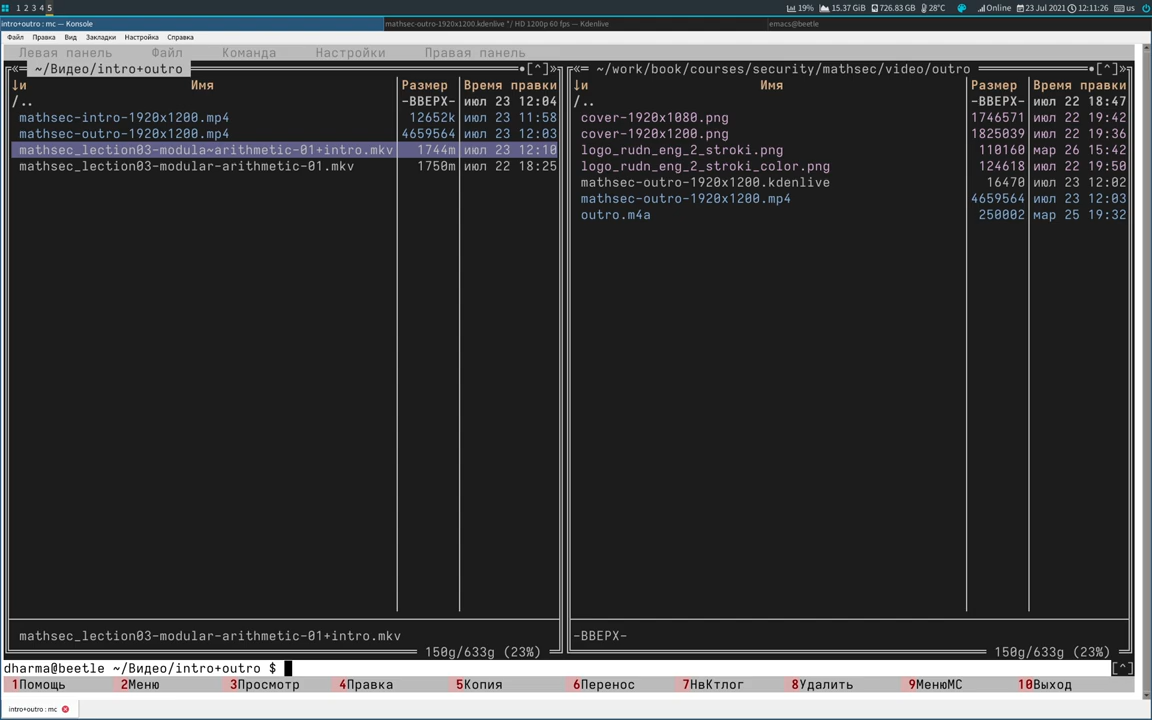 1 2 3 4 5 19% 15.37 GiB 726.83 GB 28°C Online 23 Jul 2021 12:11:26 us
intro+outro : mc — Konsole mathsec-outro-1920x1200.kdenlive */ HD 1200p 60 fps — Kdenlive emacs@beetle
Файл Правка Вид Закладки Настройка Справка
Левая панель Файл Команда Настройки Правая панель
~/Видео/intro+outro •[^]» «= ~/work/book/courses/security/mathsec/video/outro •[^]»
↓и Имя Размер Время правки ↓и Имя Размер Время правки
/.. -ВВЕРХ- июл 23 12:04 /.. -ВВЕРХ- июл 22 18:47
mathsec-intro-1920x1200.mp4 12652k июл 23 11:58 cover-1920x1080.png 1746571 июл 22 19:42
mathsec-outro-1920x1200.mp4 4659564 июл 23 12:03 cover-1920x1200.png 1825039 июл 22 19:36
mathsec_lection03-modula~arithmetic-01+intro.mkv 1744m июл 23 12:10 logo_rudn_eng_2_stroki.png 110160 мар 26 15:42
mathsec_lection03-modular-arithmetic-01.mkv 1750m июл 22 18:25 logo_rudn_eng_2_stroki_color.png 124618 июл 22 19:50
mathsec-outro-1920x1200.kdenlive 16470 июл 23 12:02
mathsec-outro-1920x1200.mp4 4659564 июл 23 12:03
outro.m4a 250002 мар 25 19:32
mathsec_lection03-modular-arithmetic-01+intro.mkv -ВВЕРХ-
150g/633g (23%) 150g/633g (23%)
dharma@beetle ~/Видео/intro+outro $ [^]
1Помощь 2Меню 3Просмотр 4Правка 5Копия 6Перенос 7НвКтлог 8Удалить 9МенюМС 10Выход
intro+outro : mc